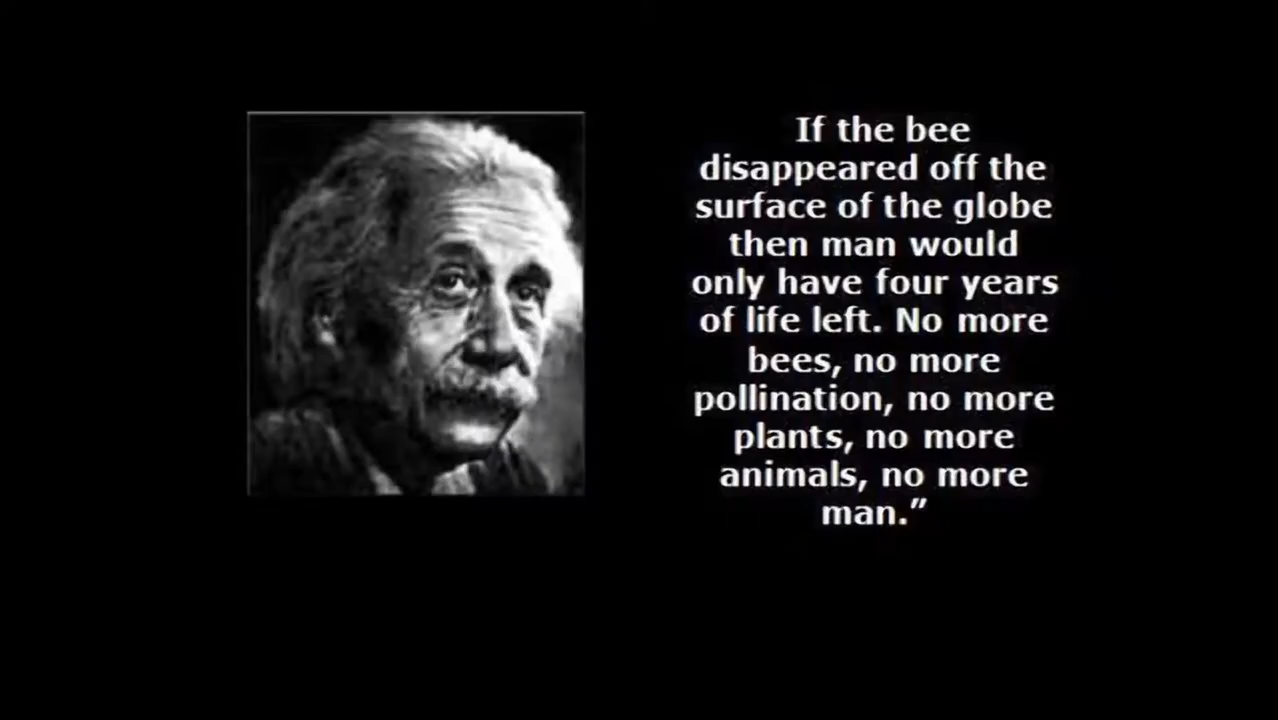 If the bee
disappeared off the
surface of the globe
then man would
only have four years
of life left. No more
bees, no more
pollination, no more
plants, no more
animals, no more
man.”